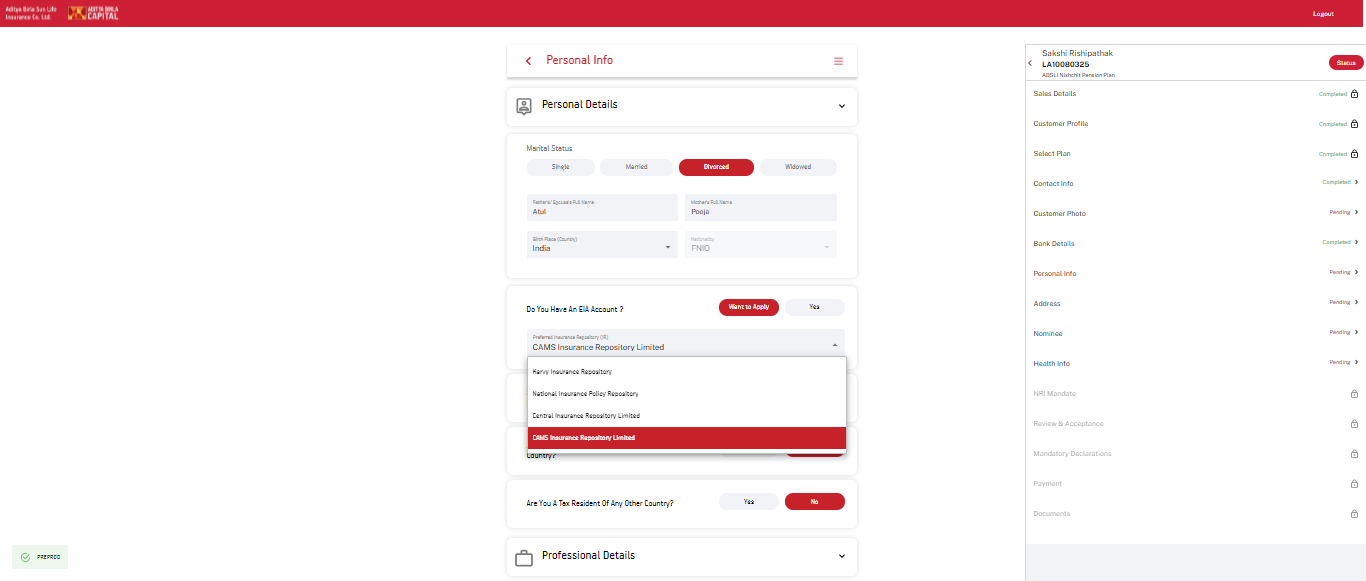 Aditya Birla Sun Life
Insurance Co. Ltd.
ADITYA BIRLA
CAPITAL
Logout
Personal Info
Personal Details
Marital Status
Single
Married
Divorced
Widowed
Father's/ Spouse's Full Name
Atul
Mother's Full Name
Pooja
Birth Place (Country)
India
Nationality
FNIO
Do You Have An EIA Account ?
Want to Apply
Yes
Preferred Insurance Repository (IR)
CAMS Insurance Repository Limited
Karvy Insurance Repository
National Insurance Policy Repository
Central Insurance Repository Limited
CAMS Insurance Repository Limited
Country?
Are You A Tax Resident Of Any Other Country?
Yes
No
Professional Details
Sakshi Rishipathak
LA10080325
ABSLI Nishchit Pension Plan
Status
Sales Details
Completed
Customer Profile
Completed
Select Plan
Completed
Contact Info
Completed
Customer Photo
Pending
Bank Details
Completed
Personal Info
Pending
Address
Pending
Nominee
Pending
Health Info
Pending
NRI Mandate
Review & Acceptance
Mandatory Declarations
Payment
Documents
PREPROD